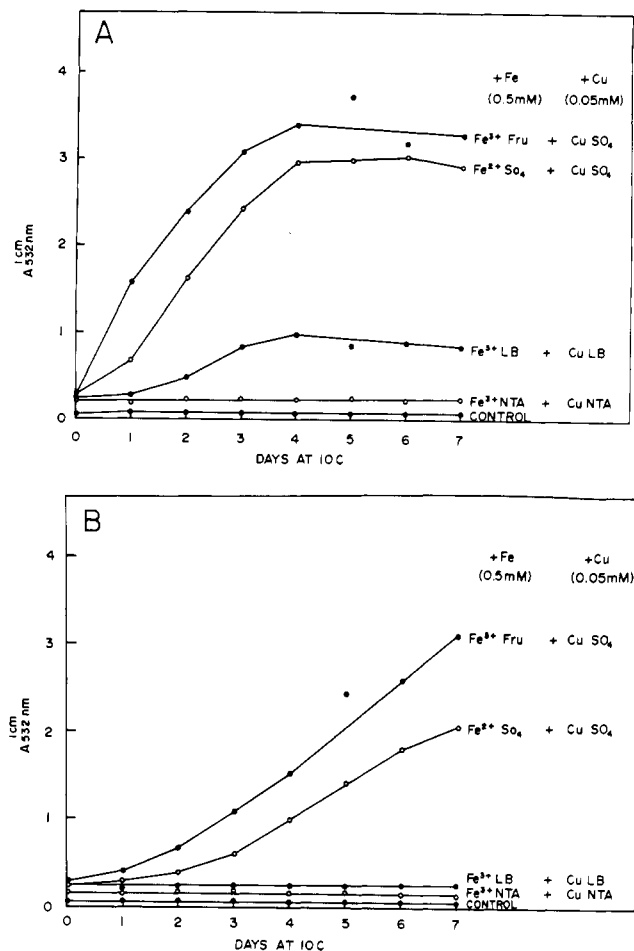 A
4
3
2
1
0
1cm
A 532 nm
+Fe +Cu
(0.5mM) (0.05mM)
Fe³⁺ Fru + Cu SO₄
Fe²⁺ So₄ + Cu SO₄
Fe³⁺ LB + Cu LB
Fe³⁺ NTA + Cu NTA
CONTROL
0 1 2 3 4 5 6 7
DAYS AT 10C
B
4
3
2
1
0
1cm
A 532 nm
+Fe +Cu
(0.5mM) (0.05mM)
Fe³⁺ Fru + Cu SO₄
Fe²⁺ So₄ + Cu SO₄
Fe³⁺ LB + Cu LB
Fe³⁺ NTA + Cu NTA
CONTROL
0 1 2 3 4 5 6 7
DAYS AT 10C